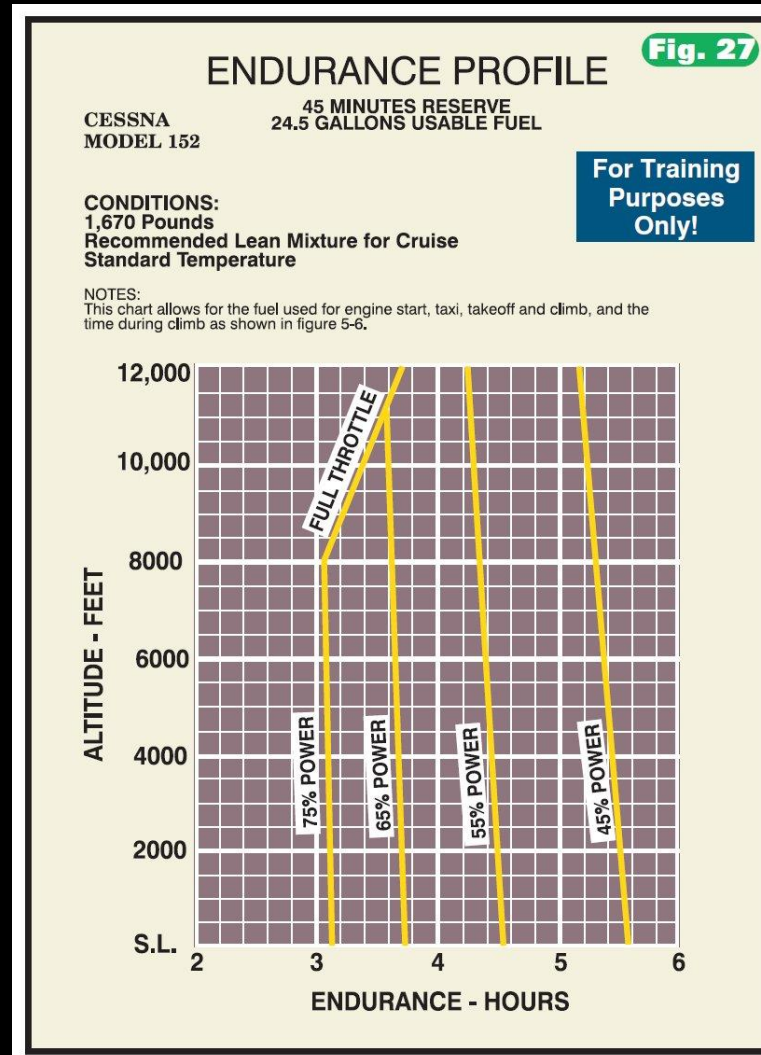 Fig. 27
ENDURANCE PROFILE
45 MINUTES RESERVE
24.5 GALLONS USABLE FUEL
CESSNA
MODEL 152
For Training
Purposes
Only!
CONDITIONS:
1,670 Pounds
Recommended Lean Mixture for Cruise
Standard Temperature
NOTES:
This chart allows for the fuel used for engine start, taxi, takeoff and climb, and the
time during climb as shown in figure 5-6.
12,000
10,000
8000
6000
4000
2000
S.L.
ALTITUDE - FEET
FULL THROTTLE
75% POWER
65% POWER
55% POWER
45% POWER
2 3 4 5 6
ENDURANCE - HOURS